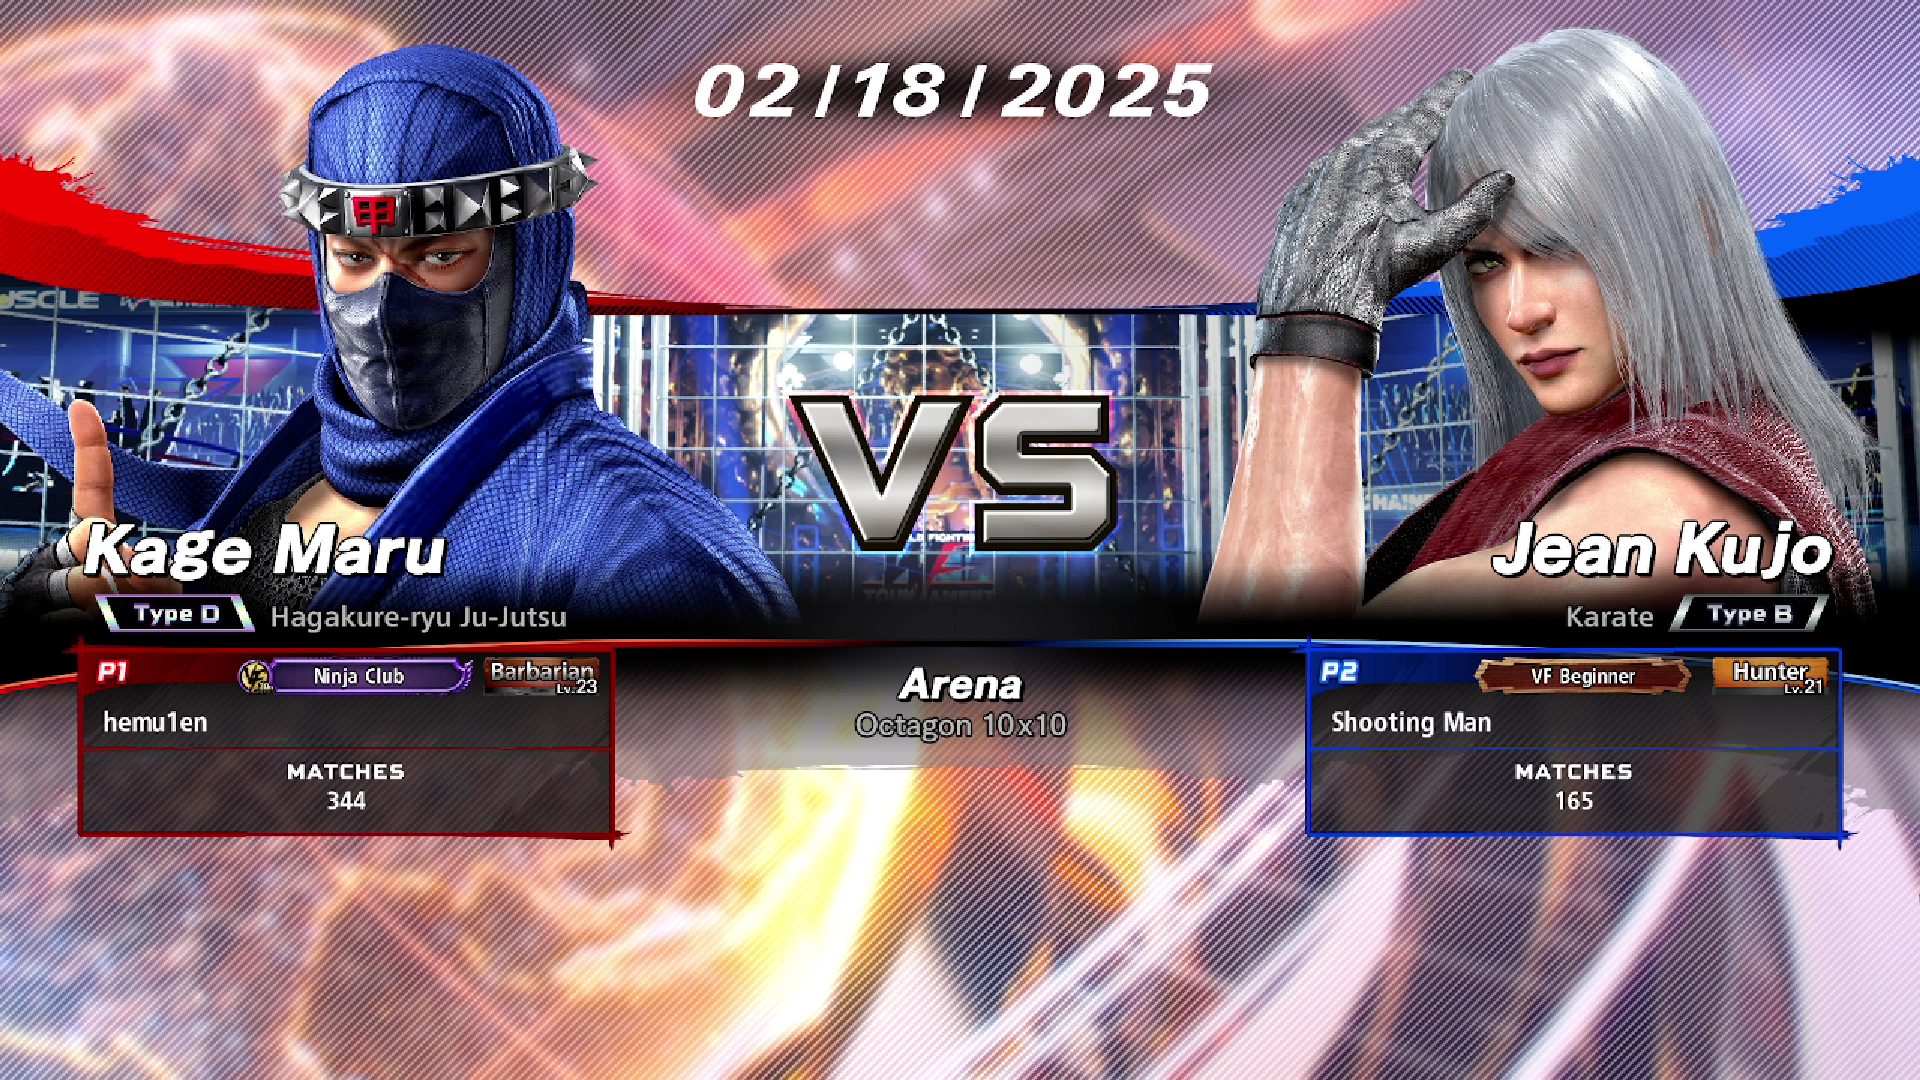 02/18/2025
甲
VS
Kage Maru
Type D Hagakure-ryu Ju-Jutsu
Jean Kujo
Karate Type B
P1 Ninja Club Barbarian Lv.23
hemu1en
MATCHES
344
Arena
Octagon 10x10
P2 VF Beginner Hunter Lv.21
Shooting Man
MATCHES
165